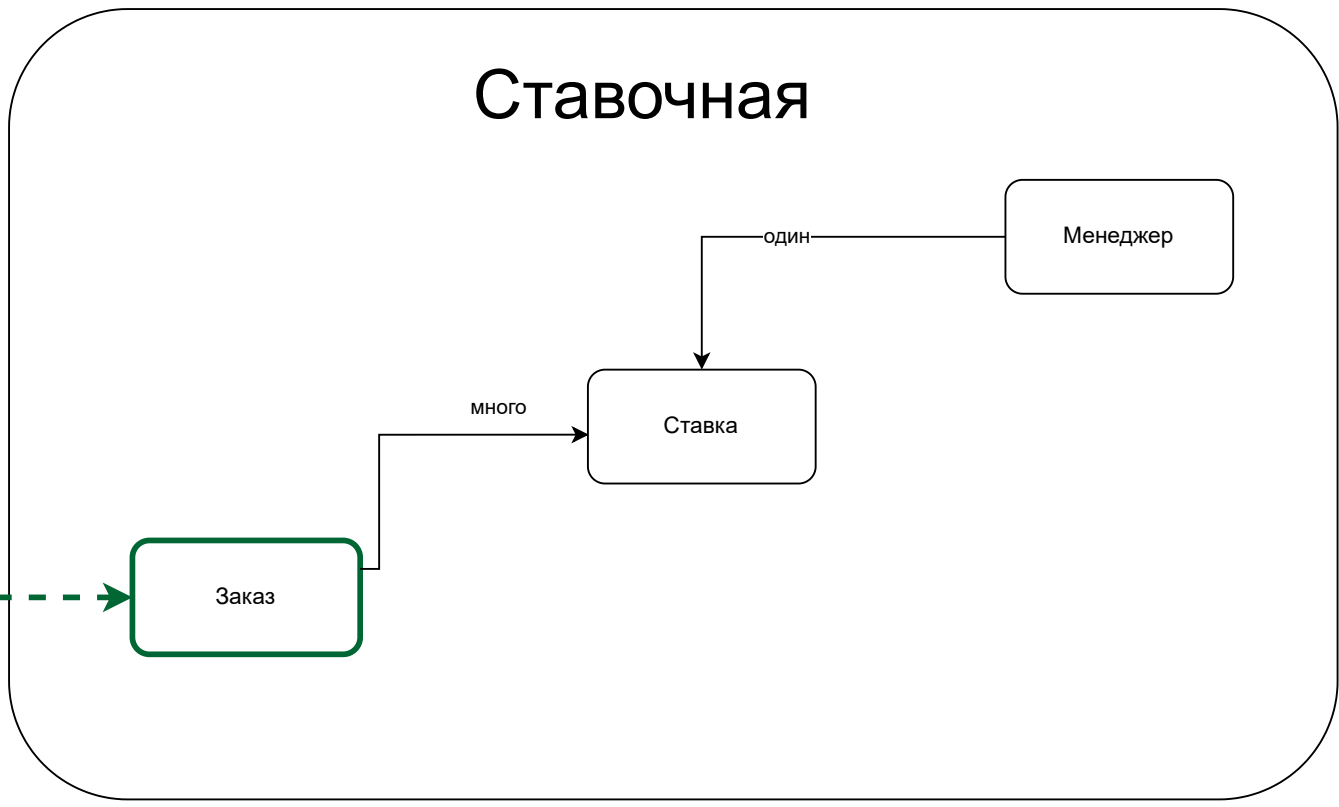 Ставочная
Менеджер
один
много
Ставка
Заказ